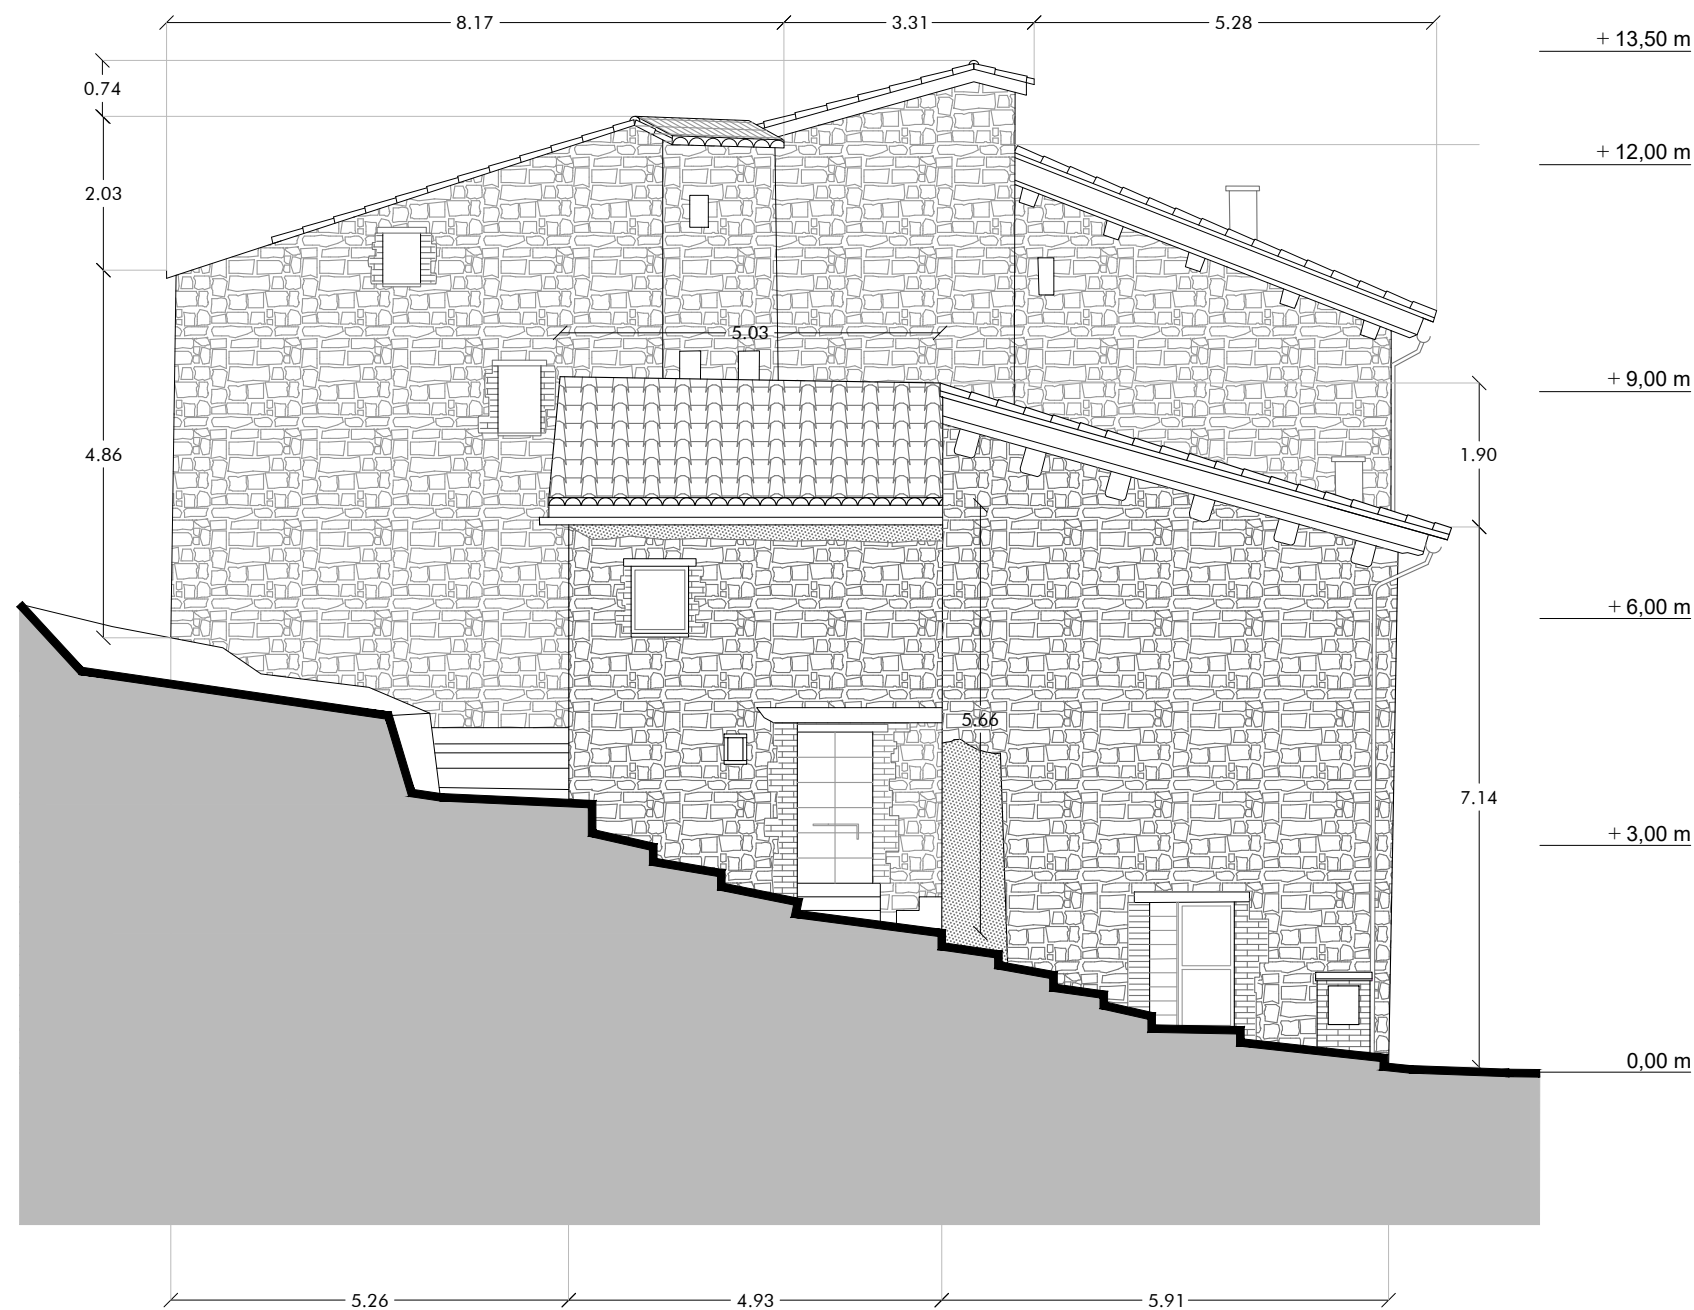 8.17
3.31
5.28
+ 13,50 m
0.74
+ 12,00 m
2.03
5.03
+ 9,00 m
4.86
1.90
+ 6,00 m
5.66
7.14
+ 3,00 m
0,00 m
5.26
4.93
5.91